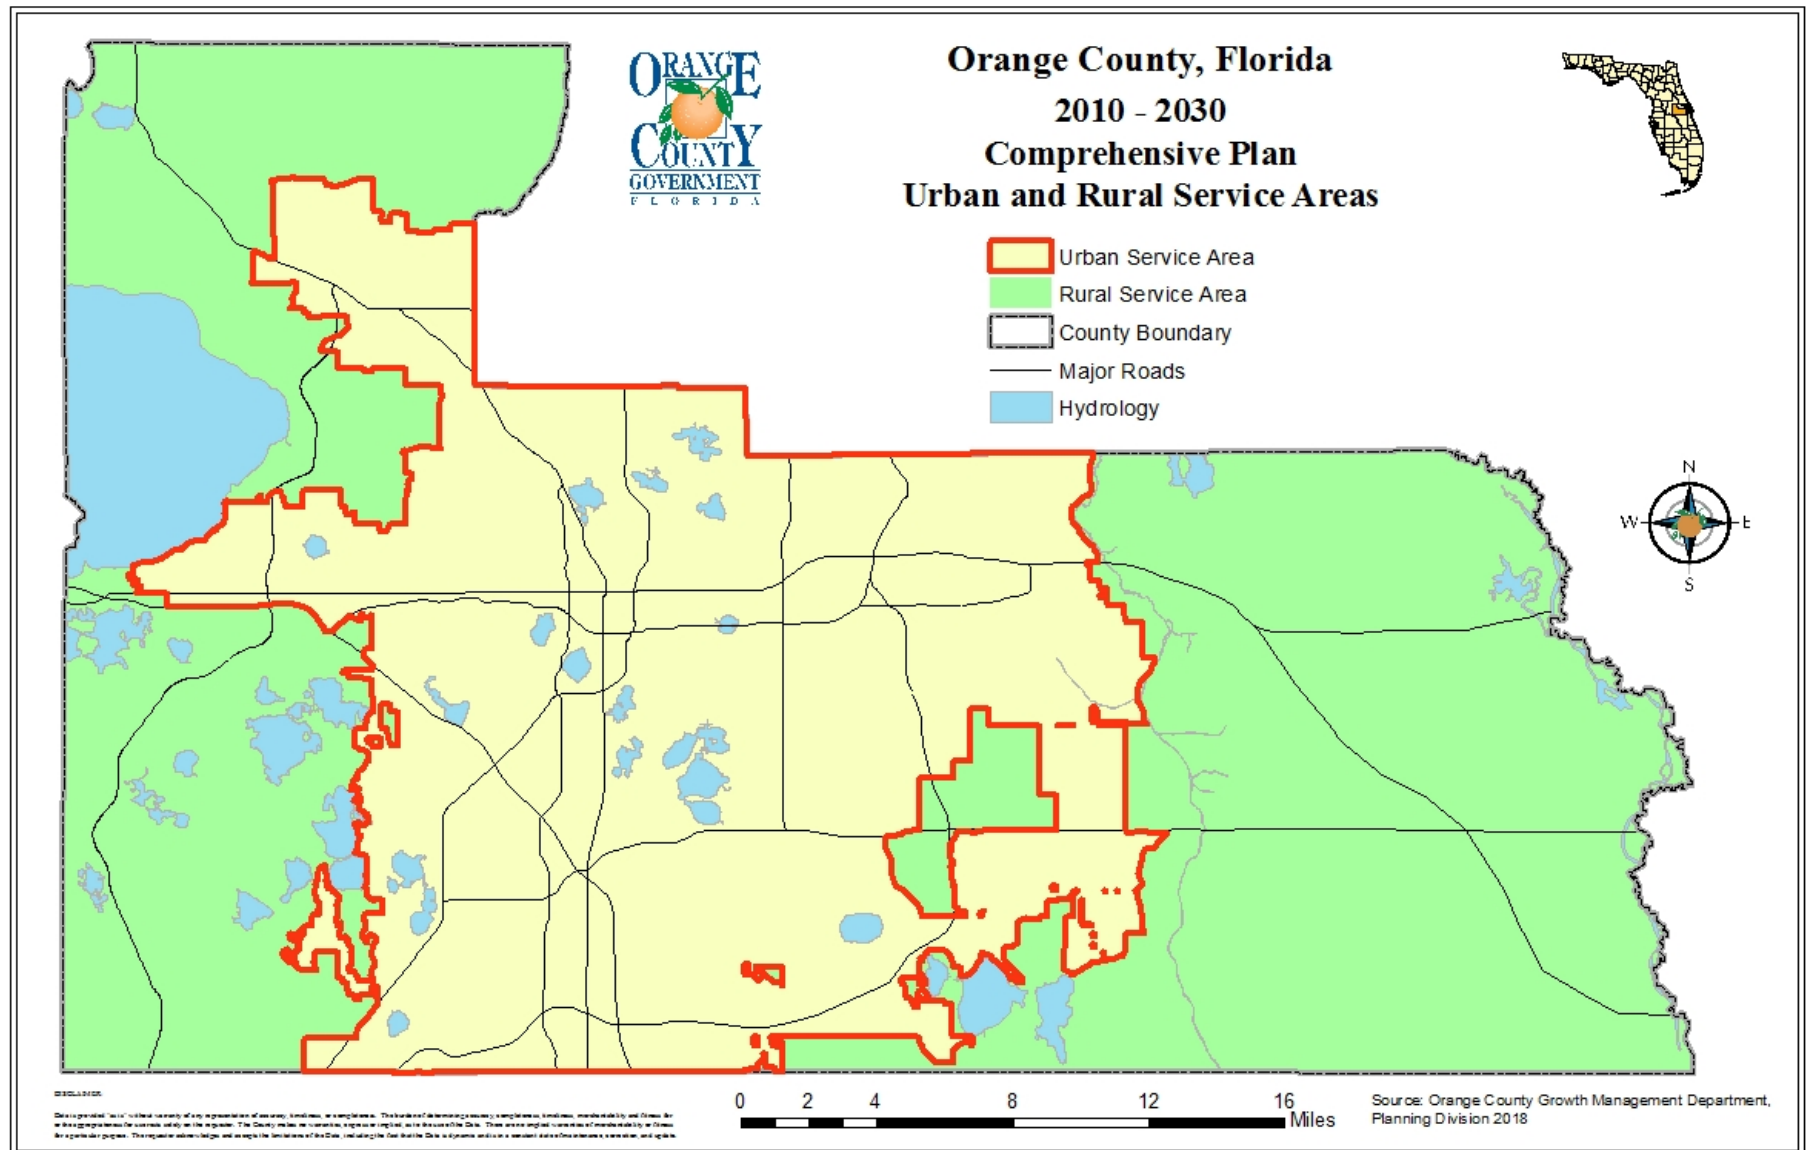 ORANGE
COUNTY
GOVERNMENT
FLORIDA
Orange County, Florida
2010 - 2030
Comprehensive Plan
Urban and Rural Service Areas
Urban Service Area
Rural Service Area
County Boundary
Major Roads
Hydrology
N
W E
S
DISCLAIMER
0 2 4 8 12 16
Miles
Source: Orange County Growth Management Department,
Planning Division 2018